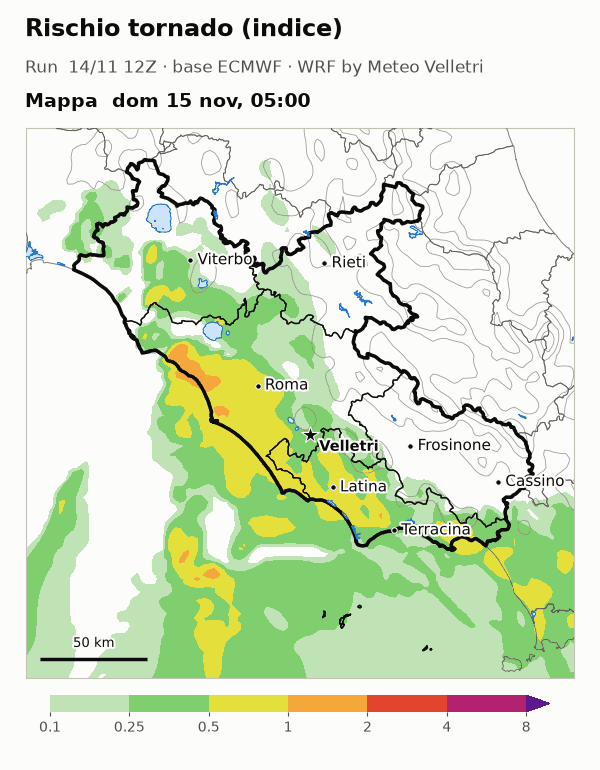 Rischio tornado (indice)
Run  14/11 12Z · base ECMWF · WRF by Meteo Velletri
Mappa  dom 15 nov, 05:00
Viterbo
Rieti
Roma
Velletri
Frosinone
Latina
Cassino
Terracina
50 km
0.1 0.25 0.5 1 2 4 8